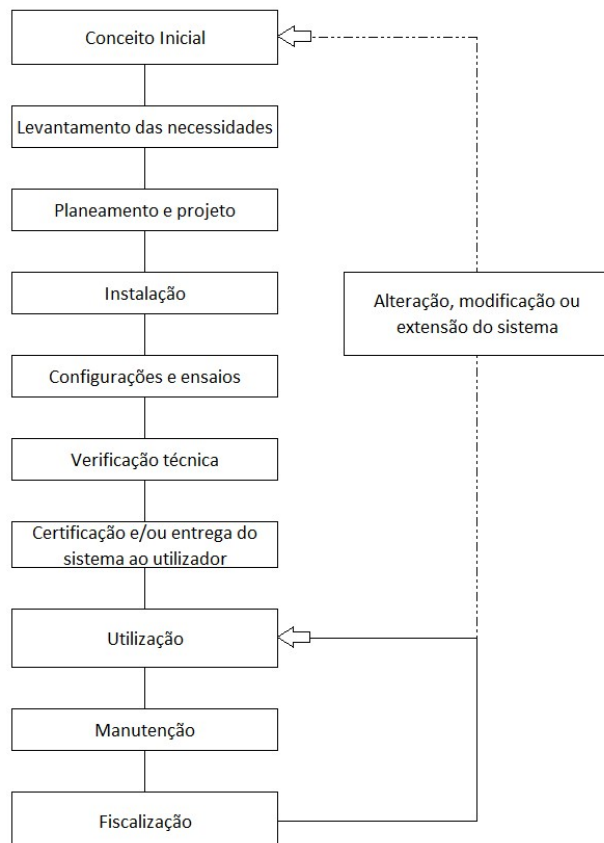 Conceito Inicial
Levantamento das necessidades
Planeamento e projeto
Instalação
Alteração, modificação ou
extensão do sistema
Configurações e ensaios
Verificação técnica
Certificação e/ou entrega do
sistema ao utilizador
Utilização
Manutenção
Fiscalização